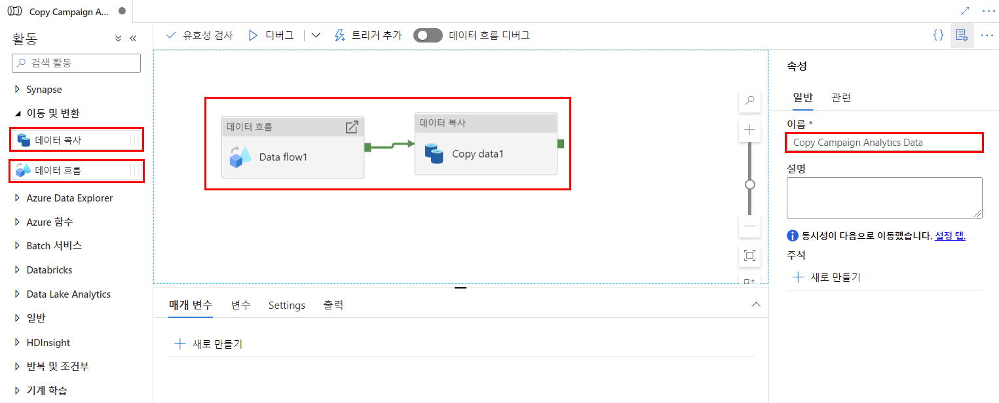 Copy Campaign A...
활동
검색 활동
Synapse
이동 및 변환
데이터 복사
데이터 흐름
Azure Data Explorer
Azure 함수
Batch 서비스
Databricks
Data Lake Analytics
일반
HDInsight
반복 및 조건부
기계 학습
유효성 검사 디버그 트리거 추가 데이터 흐름 디버그
데이터 흐름
Data flow1
데이터 복사
Copy data1
매개 변수 변수 Settings 출력
새로 만들기
속성
일반 관련
이름 *
Copy Campaign Analytics Data
설명
동시성이 다음으로 이동했습니다. 설정 탭.
주석
새로 만들기